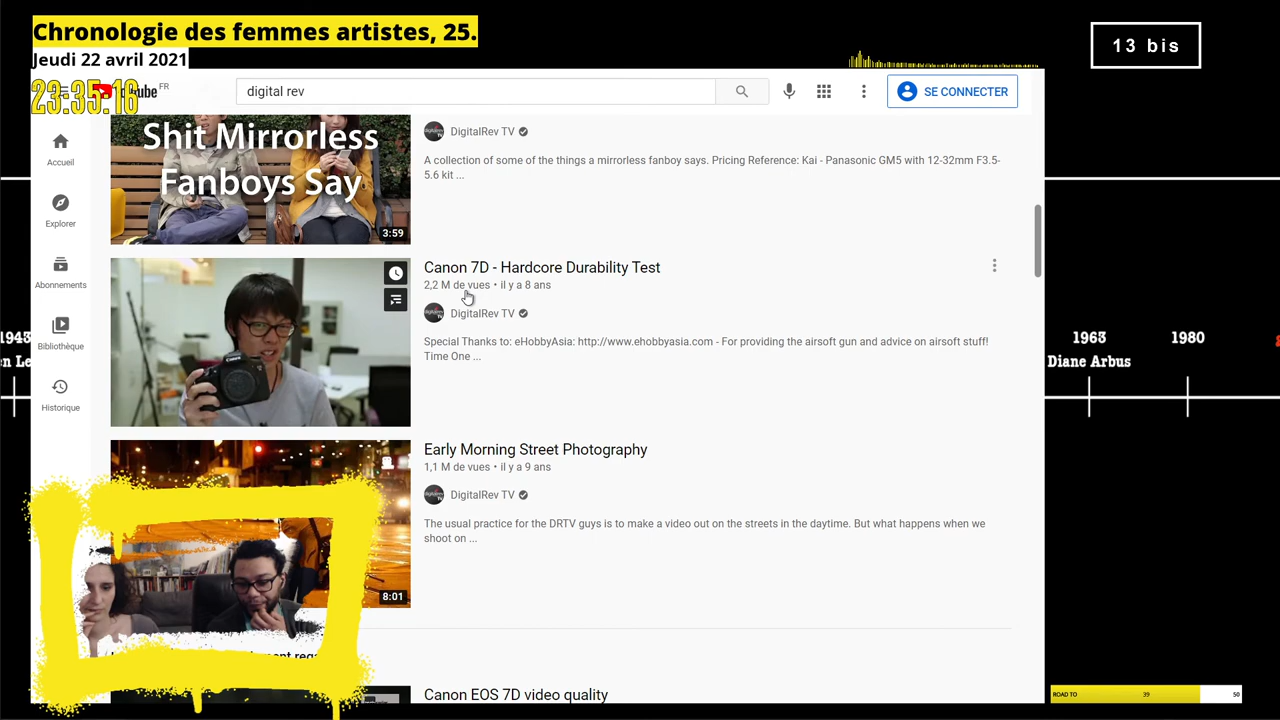 Chronologie des femmes artistes, 25.
Jeudi 22 avril 2021
13 bis
23:35:18
FR
digital rev
SE CONNECTER
Accueil
Explorer
Abonnements
Bibliothèque
Historique
Shit Mirrorless
Fanboys Say
3:59
DigitalRev TV
A collection of some of the things a mirrorless fanboy says. Pricing Reference: Kai - Panasonic GM5 with 12-32mm F3.5-
5.6 kit ...
Canon 7D - Hardcore Durability Test
2,2 M de vues • il y a 8 ans
DigitalRev TV
Special Thanks to: eHobbyAsia: http://www.ehobbyasia.com - For providing the airsoft gun and advice on airsoft stuff!
Time One ...
Early Morning Street Photography
1,1 M de vues • il y a 9 ans
DigitalRev TV
The usual practice for the DRTV guys is to make a video out on the streets in the daytime. But what happens when we
shoot on ...
8:01
Canon EOS 7D video quality
1943
1963
1980
Diane Arbus
ROAD TO 39 50